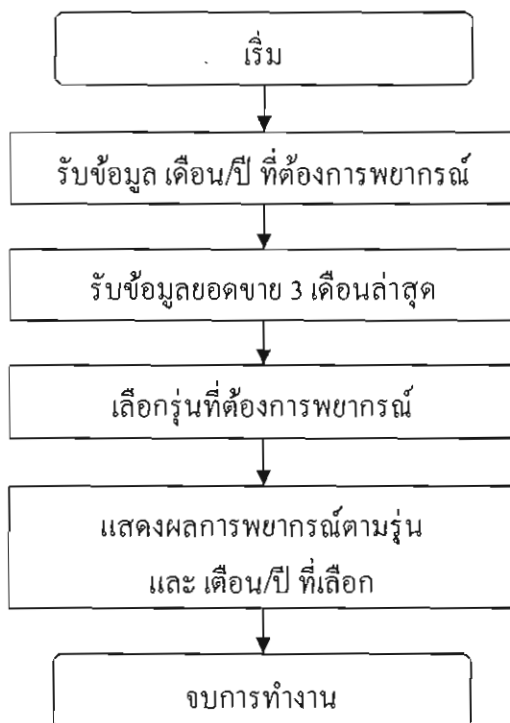 เริ่ม
รับข้อมูล เดือน/ปี ที่ต้องการพยากรณ์
รับข้อมูลยอดขาย 3 เดือนล่าสุด
เลือกรุ่นที่ต้องการพยากรณ์
แสดงผลการพยากรณ์ตามรุ่น
และ เดือน/ปี ที่เลือก
จบการทำงาน